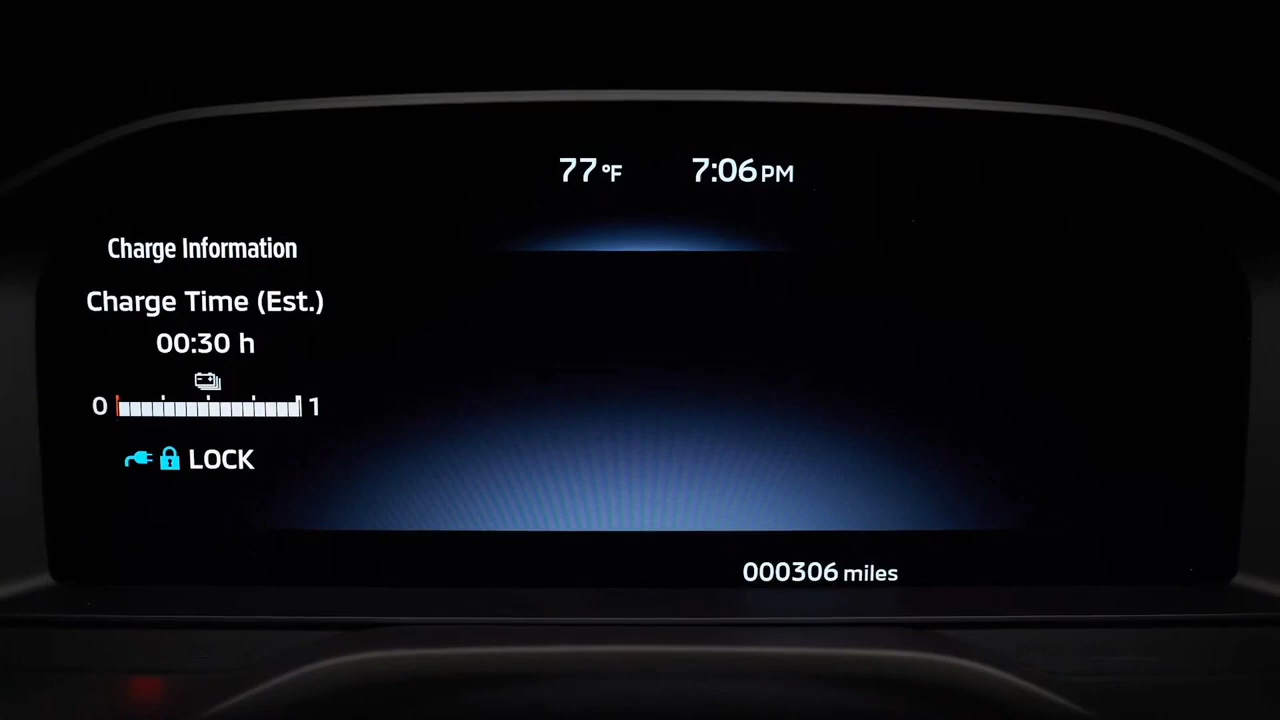 77 °F 7:06 PM
Charge Information
Charge Time (Est.)
00:30 h
0 1
LOCK
000306 miles